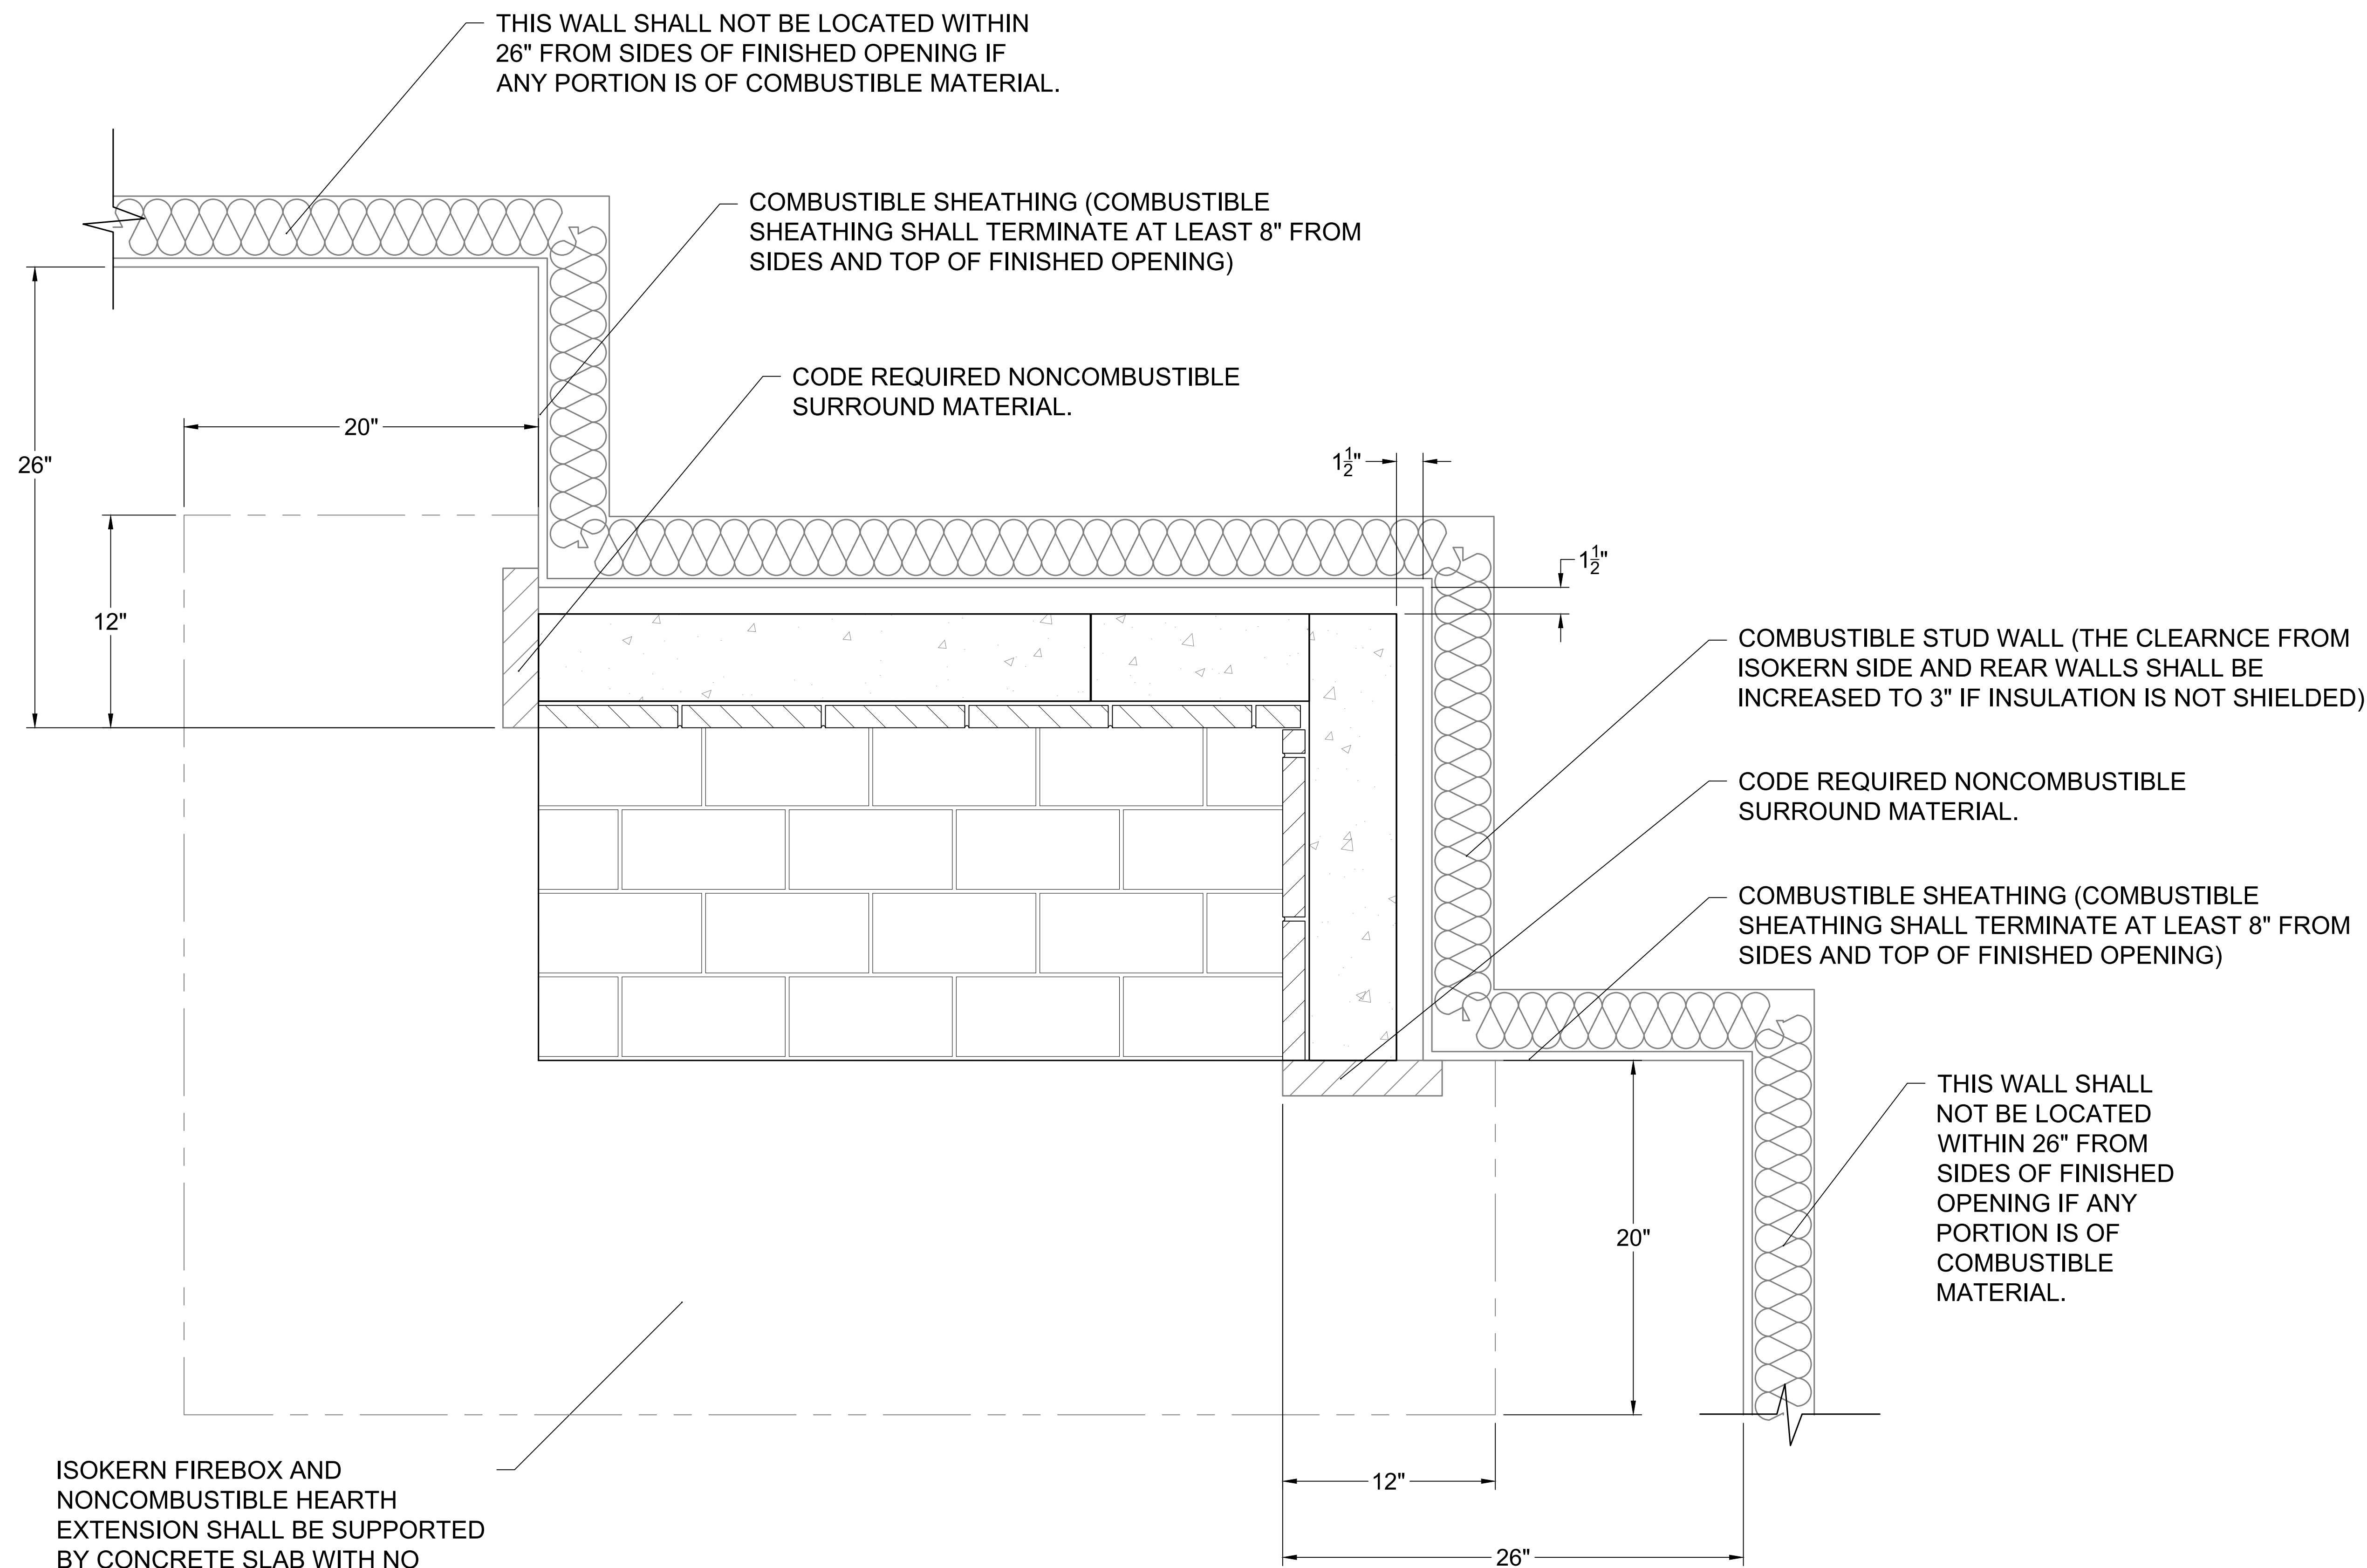 THIS WALL SHALL NOT BE LOCATED WITHIN
26" FROM SIDES OF FINISHED OPENING IF
ANY PORTION IS OF COMBUSTIBLE MATERIAL.
COMBUSTIBLE SHEATHING (COMBUSTIBLE
SHEATHING SHALL TERMINATE AT LEAST 8" FROM
SIDES AND TOP OF FINISHED OPENING)
CODE REQUIRED NONCOMBUSTIBLE
SURROUND MATERIAL.
20"
26"
12"
1 1/2"
1 1/2"
COMBUSTIBLE STUD WALL (THE CLEARNCE FROM
ISOKERN SIDE AND REAR WALLS SHALL BE
INCREASED TO 3" IF INSULATION IS NOT SHIELDED)
CODE REQUIRED NONCOMBUSTIBLE
SURROUND MATERIAL.
COMBUSTIBLE SHEATHING (COMBUSTIBLE
SHEATHING SHALL TERMINATE AT LEAST 8" FROM
SIDES AND TOP OF FINISHED OPENING)
THIS WALL SHALL
NOT BE LOCATED
WITHIN 26" FROM
SIDES OF FINISHED
OPENING IF ANY
PORTION IS OF
COMBUSTIBLE
MATERIAL.
20"
12"
26"
ISOKERN FIREBOX AND
NONCOMBUSTIBLE HEARTH
EXTENSION SHALL BE SUPPORTED
BY CONCRETE SLAB WITH NO